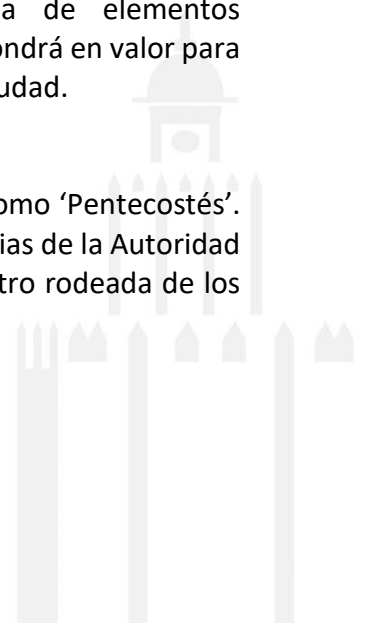 a de elementos
ondrá en valor para
udad.
omo ‘Pentecostés’.
ias de la Autoridad
tro rodeada de los